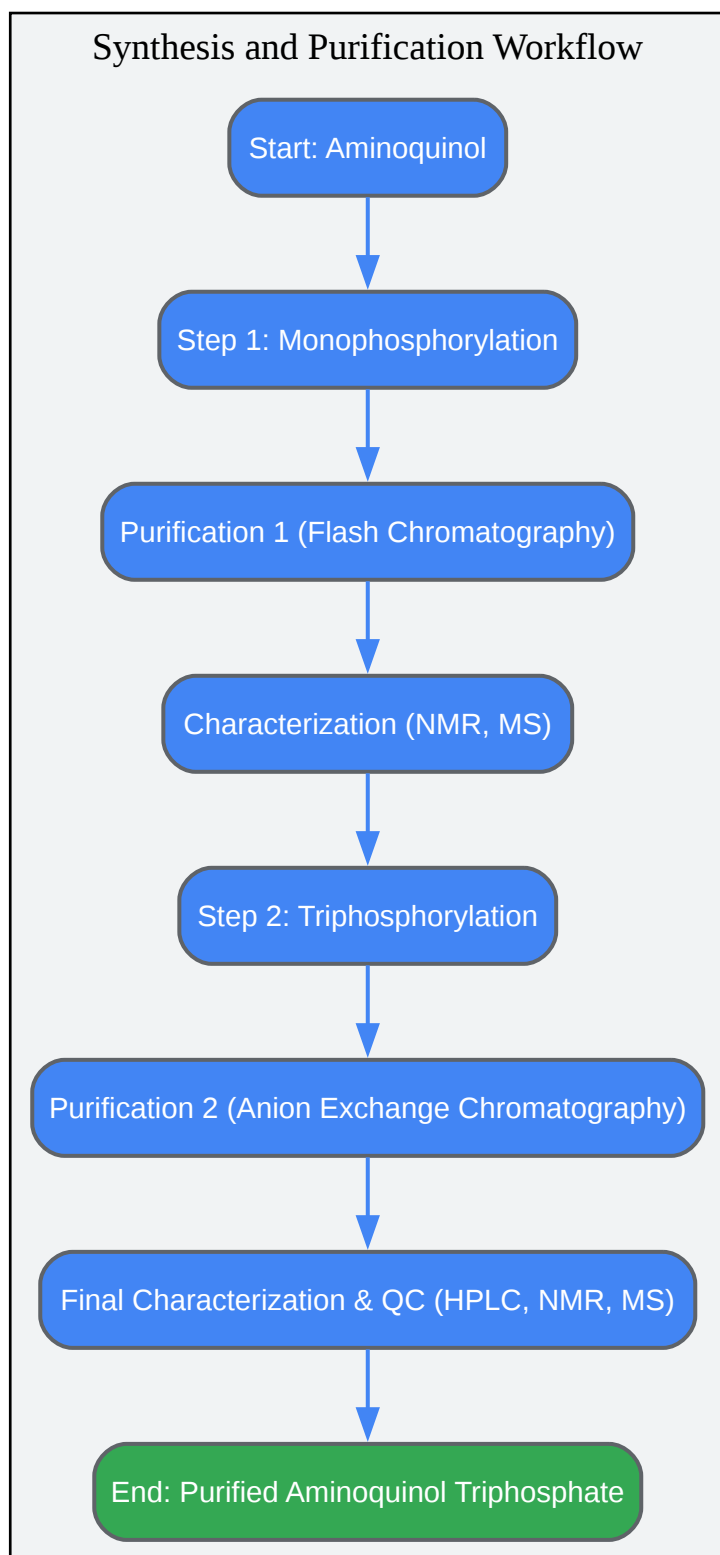 Synthesis and Purification Workflow
Start: Aminoquinol
Step 1: Monophosphorylation
Purification 1 (Flash Chromatography)
Characterization (NMR, MS)
Step 2: Triphosphorylation
Purification 2 (Anion Exchange Chromatography)
Final Characterization & QC (HPLC, NMR, MS)
End: Purified Aminoquinol Triphosphate